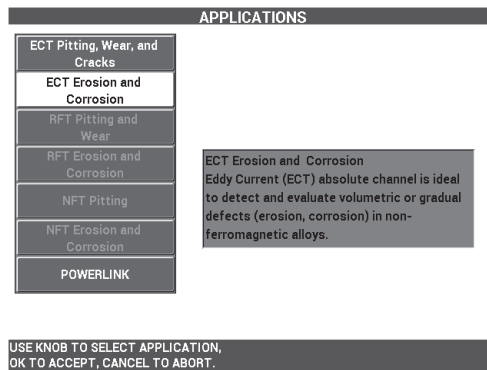 APPLICATIONS
ECT Pitting, Wear, and
Cracks
ECT Erosion and
Corrosion
RFT Pitting and
Wear
RFT Erosion and
Corrosion
NFT Pitting
NFT Erosion and
Corrosion
POWERLINK
ECT Erosion and Corrosion
Eddy Current (ECT) absolute channel is ideal
to detect and evaluate volumetric or gradual
defects (erosion, corrosion) in non-
ferromagnetic alloys.
USE KNOB TO SELECT APPLICATION,
OK TO ACCEPT, CANCEL TO ABORT.